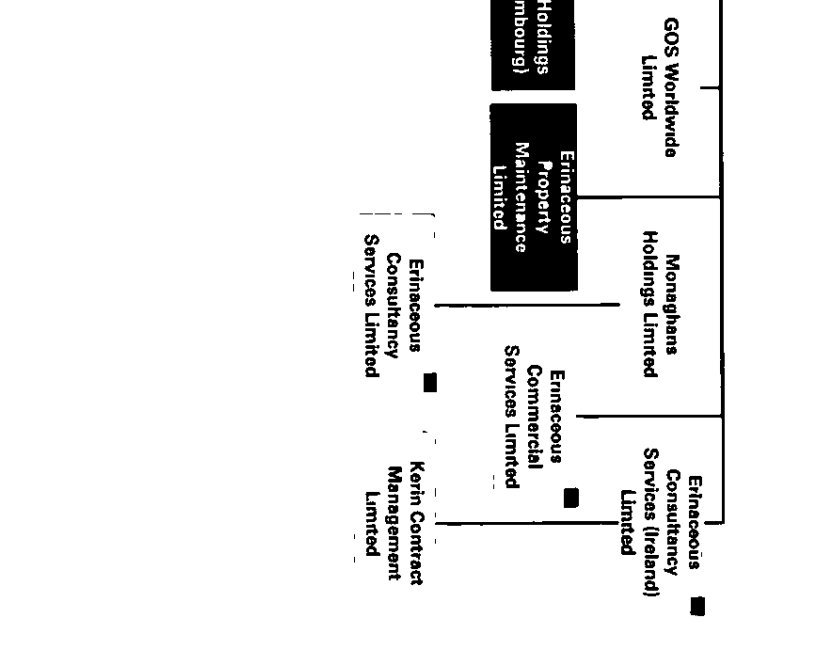 GOS Worldwide
Limited
Monaghans
Holdings Limited
Erinaceous
Consultancy
Services (Ireland)
Limited
Holdings
mbourg)
Erinaceous
Property
Maintenance
Limited
Erinaceous
Commercial
Services Limited
Erinaceous
Consultancy
Services Limited
Kerin Contract
Management
Limited